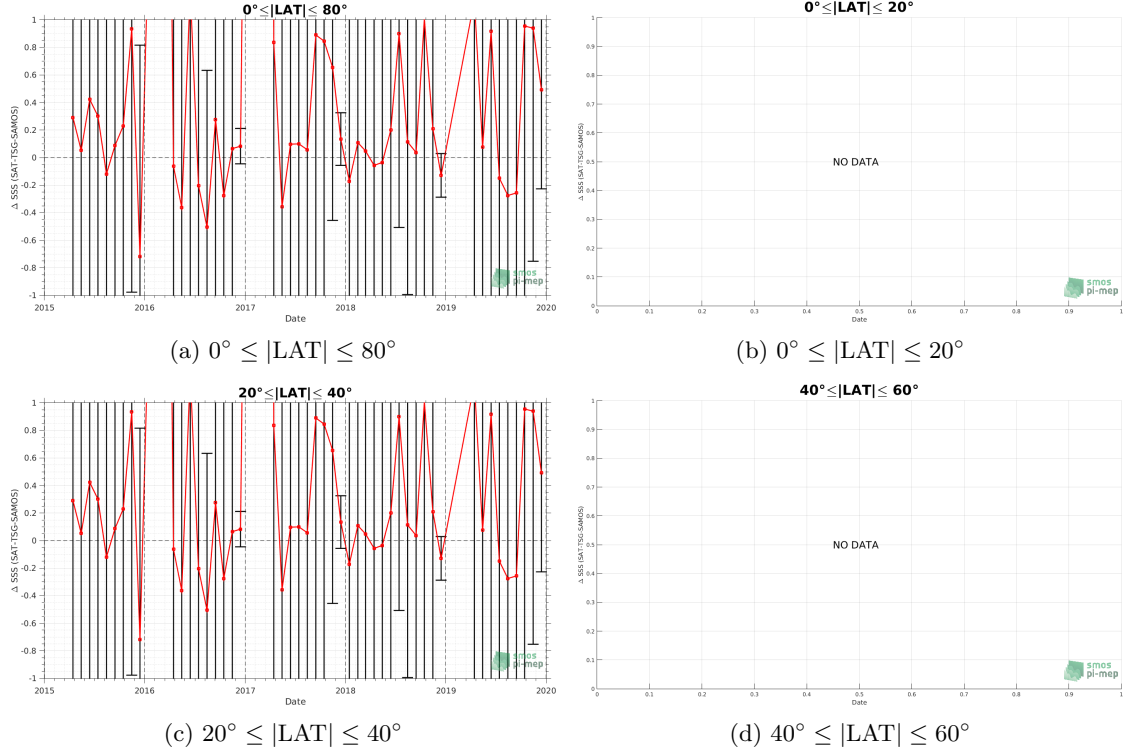 0°≤|LAT|≤ 80°
Δ SSS (SAT-TSG-SAMOS)
1
0.8
0.6
0.4
0.2
0
-0.2
-0.4
-0.6
-0.8
-1
2015 2016 2017 2018 2019 2020
Date
smos
pi-mep
(a) 0° ≤ |LAT| ≤ 80°
0°≤|LAT|≤ 20°
Δ SSS (SAT-TSG-SAMOS)
1
0.9
0.8
0.7
0.6
0.5
0.4
0.3
0.2
0.1
0
NO DATA
0 0.1 0.2 0.3 0.4 0.5 0.6 0.7 0.8 0.9 1
Date
smos
pi-mep
(b) 0° ≤ |LAT| ≤ 20°
20°≤|LAT|≤ 40°
Δ SSS (SAT-TSG-SAMOS)
1
0.8
0.6
0.4
0.2
0
-0.2
-0.4
-0.6
-0.8
-1
2015 2016 2017 2018 2019 2020
Date
smos
pi-mep
(c) 20° ≤ |LAT| ≤ 40°
40°≤|LAT|≤ 60°
Δ SSS (SAT-TSG-SAMOS)
1
0.9
0.8
0.7
0.6
0.5
0.4
0.3
0.2
0.1
0
NO DATA
0 0.1 0.2 0.3 0.4 0.5 0.6 0.7 0.8 0.9 1
Date
smos
pi-mep
(d) 40° ≤ |LAT| ≤ 60°